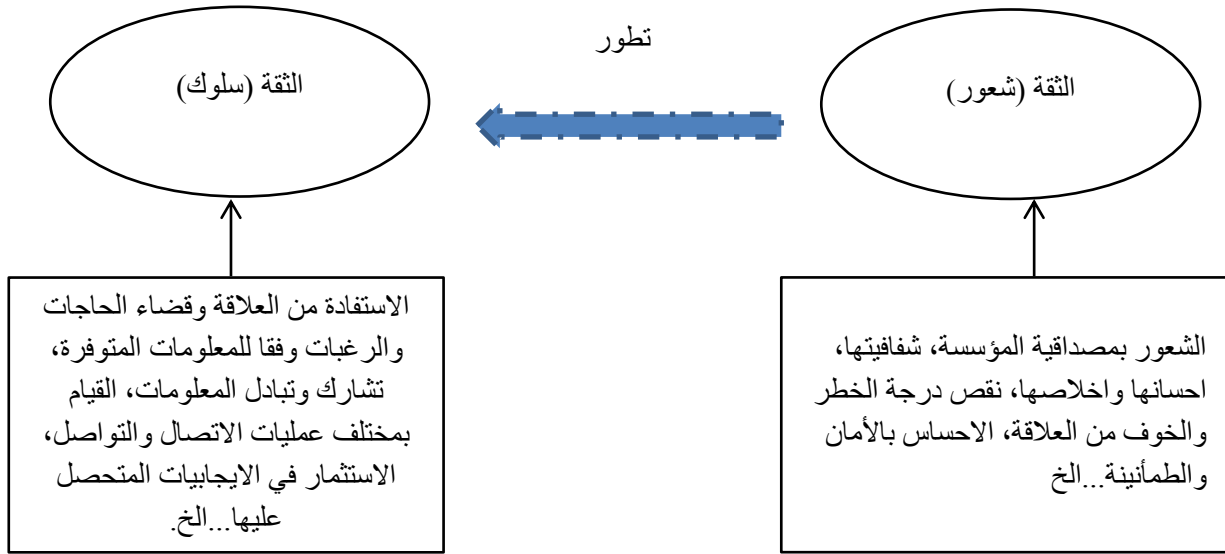 تطور
الثقة (شعور)
الثقة (سلوك)
الشعور بمصداقية المؤسسة، شفافيتها،
احسانها واخلاصها، نقص درجة الخطر
والخوف من العلاقة، الاحساس بالأمان
والطمأنينة...الخ
الاستفادة من العلاقة وقضاء الحاجات
والرغبات وفقا للمعلومات المتوفرة،
تشارك وتبادل المعلومات، القيام
بمختلف عمليات الاتصال والتواصل،
الاستثمار في الايجابيات المتحصل
عليها...الخ.